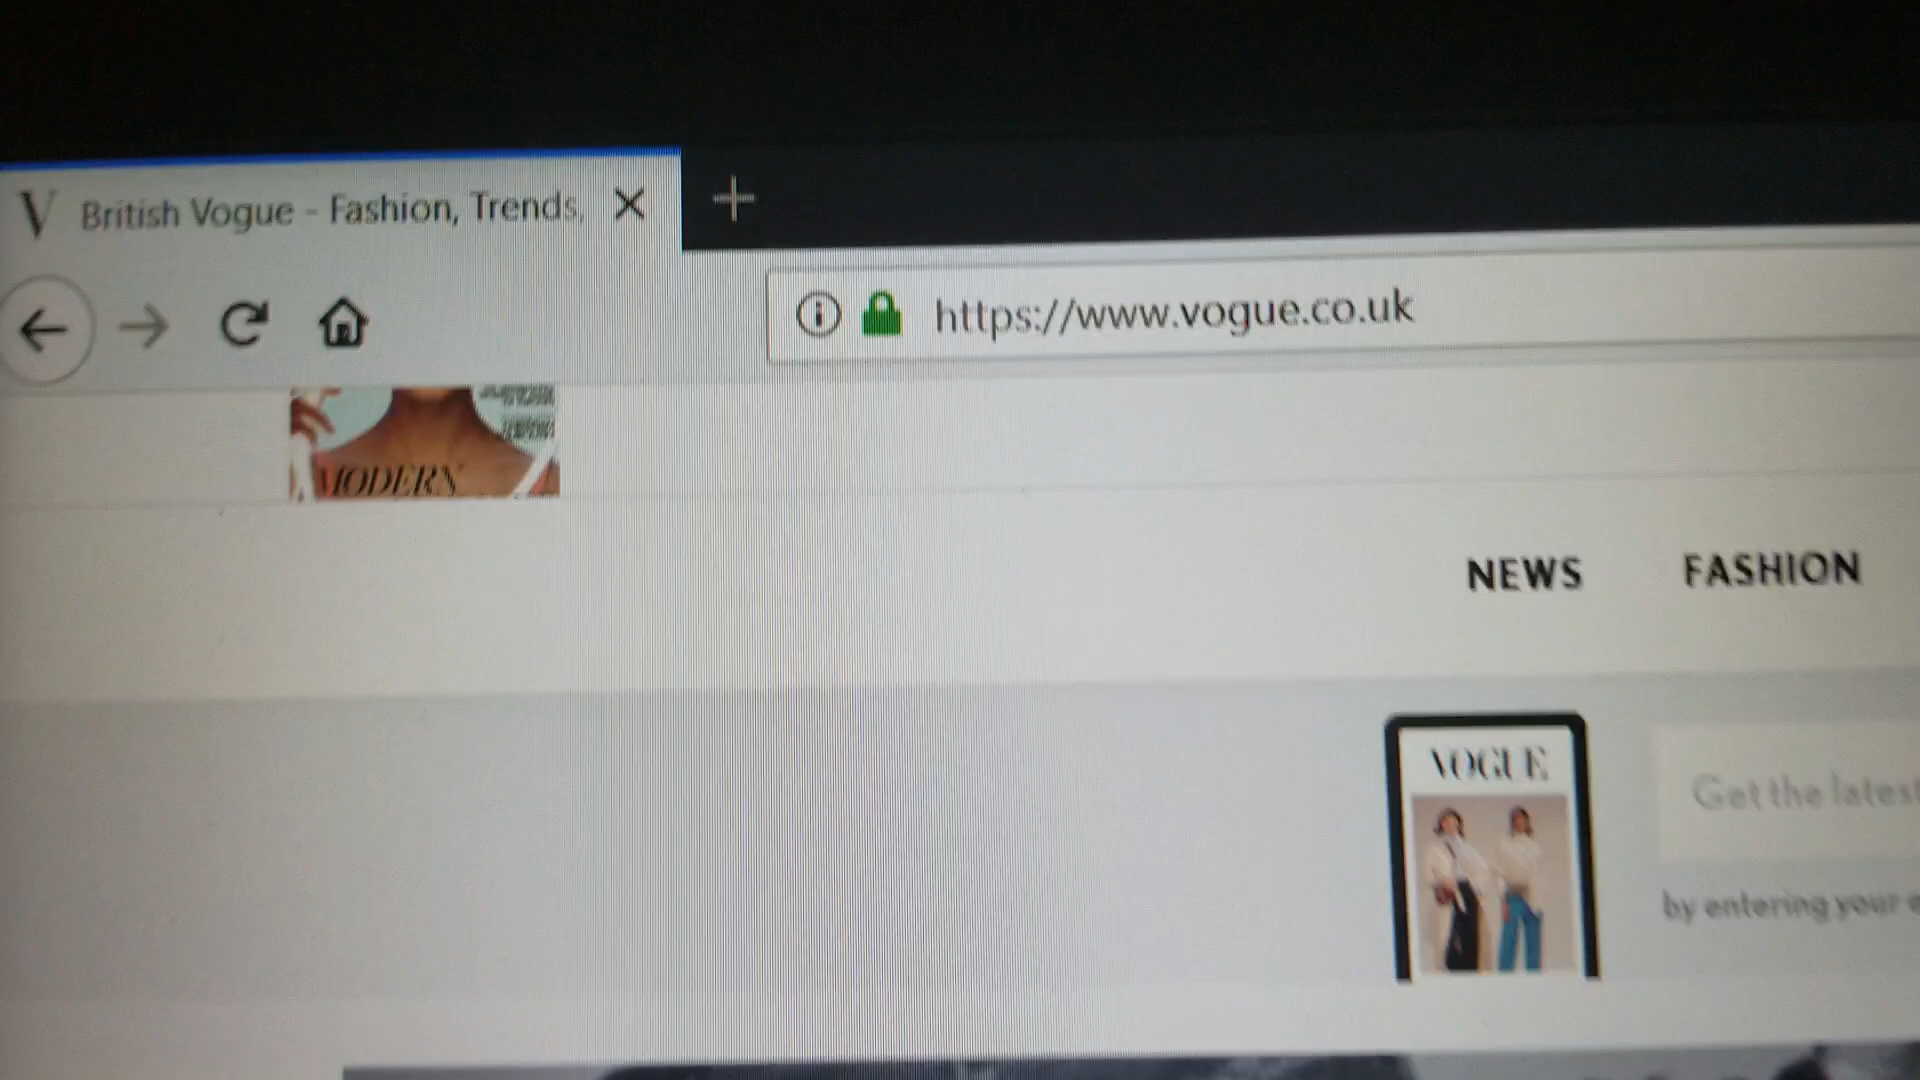 V British Vogue - Fashion, Trends,
https://www.vogue.co.uk
MODERN
NEWS FASHION
VOGUE
Get the latest
by entering your e